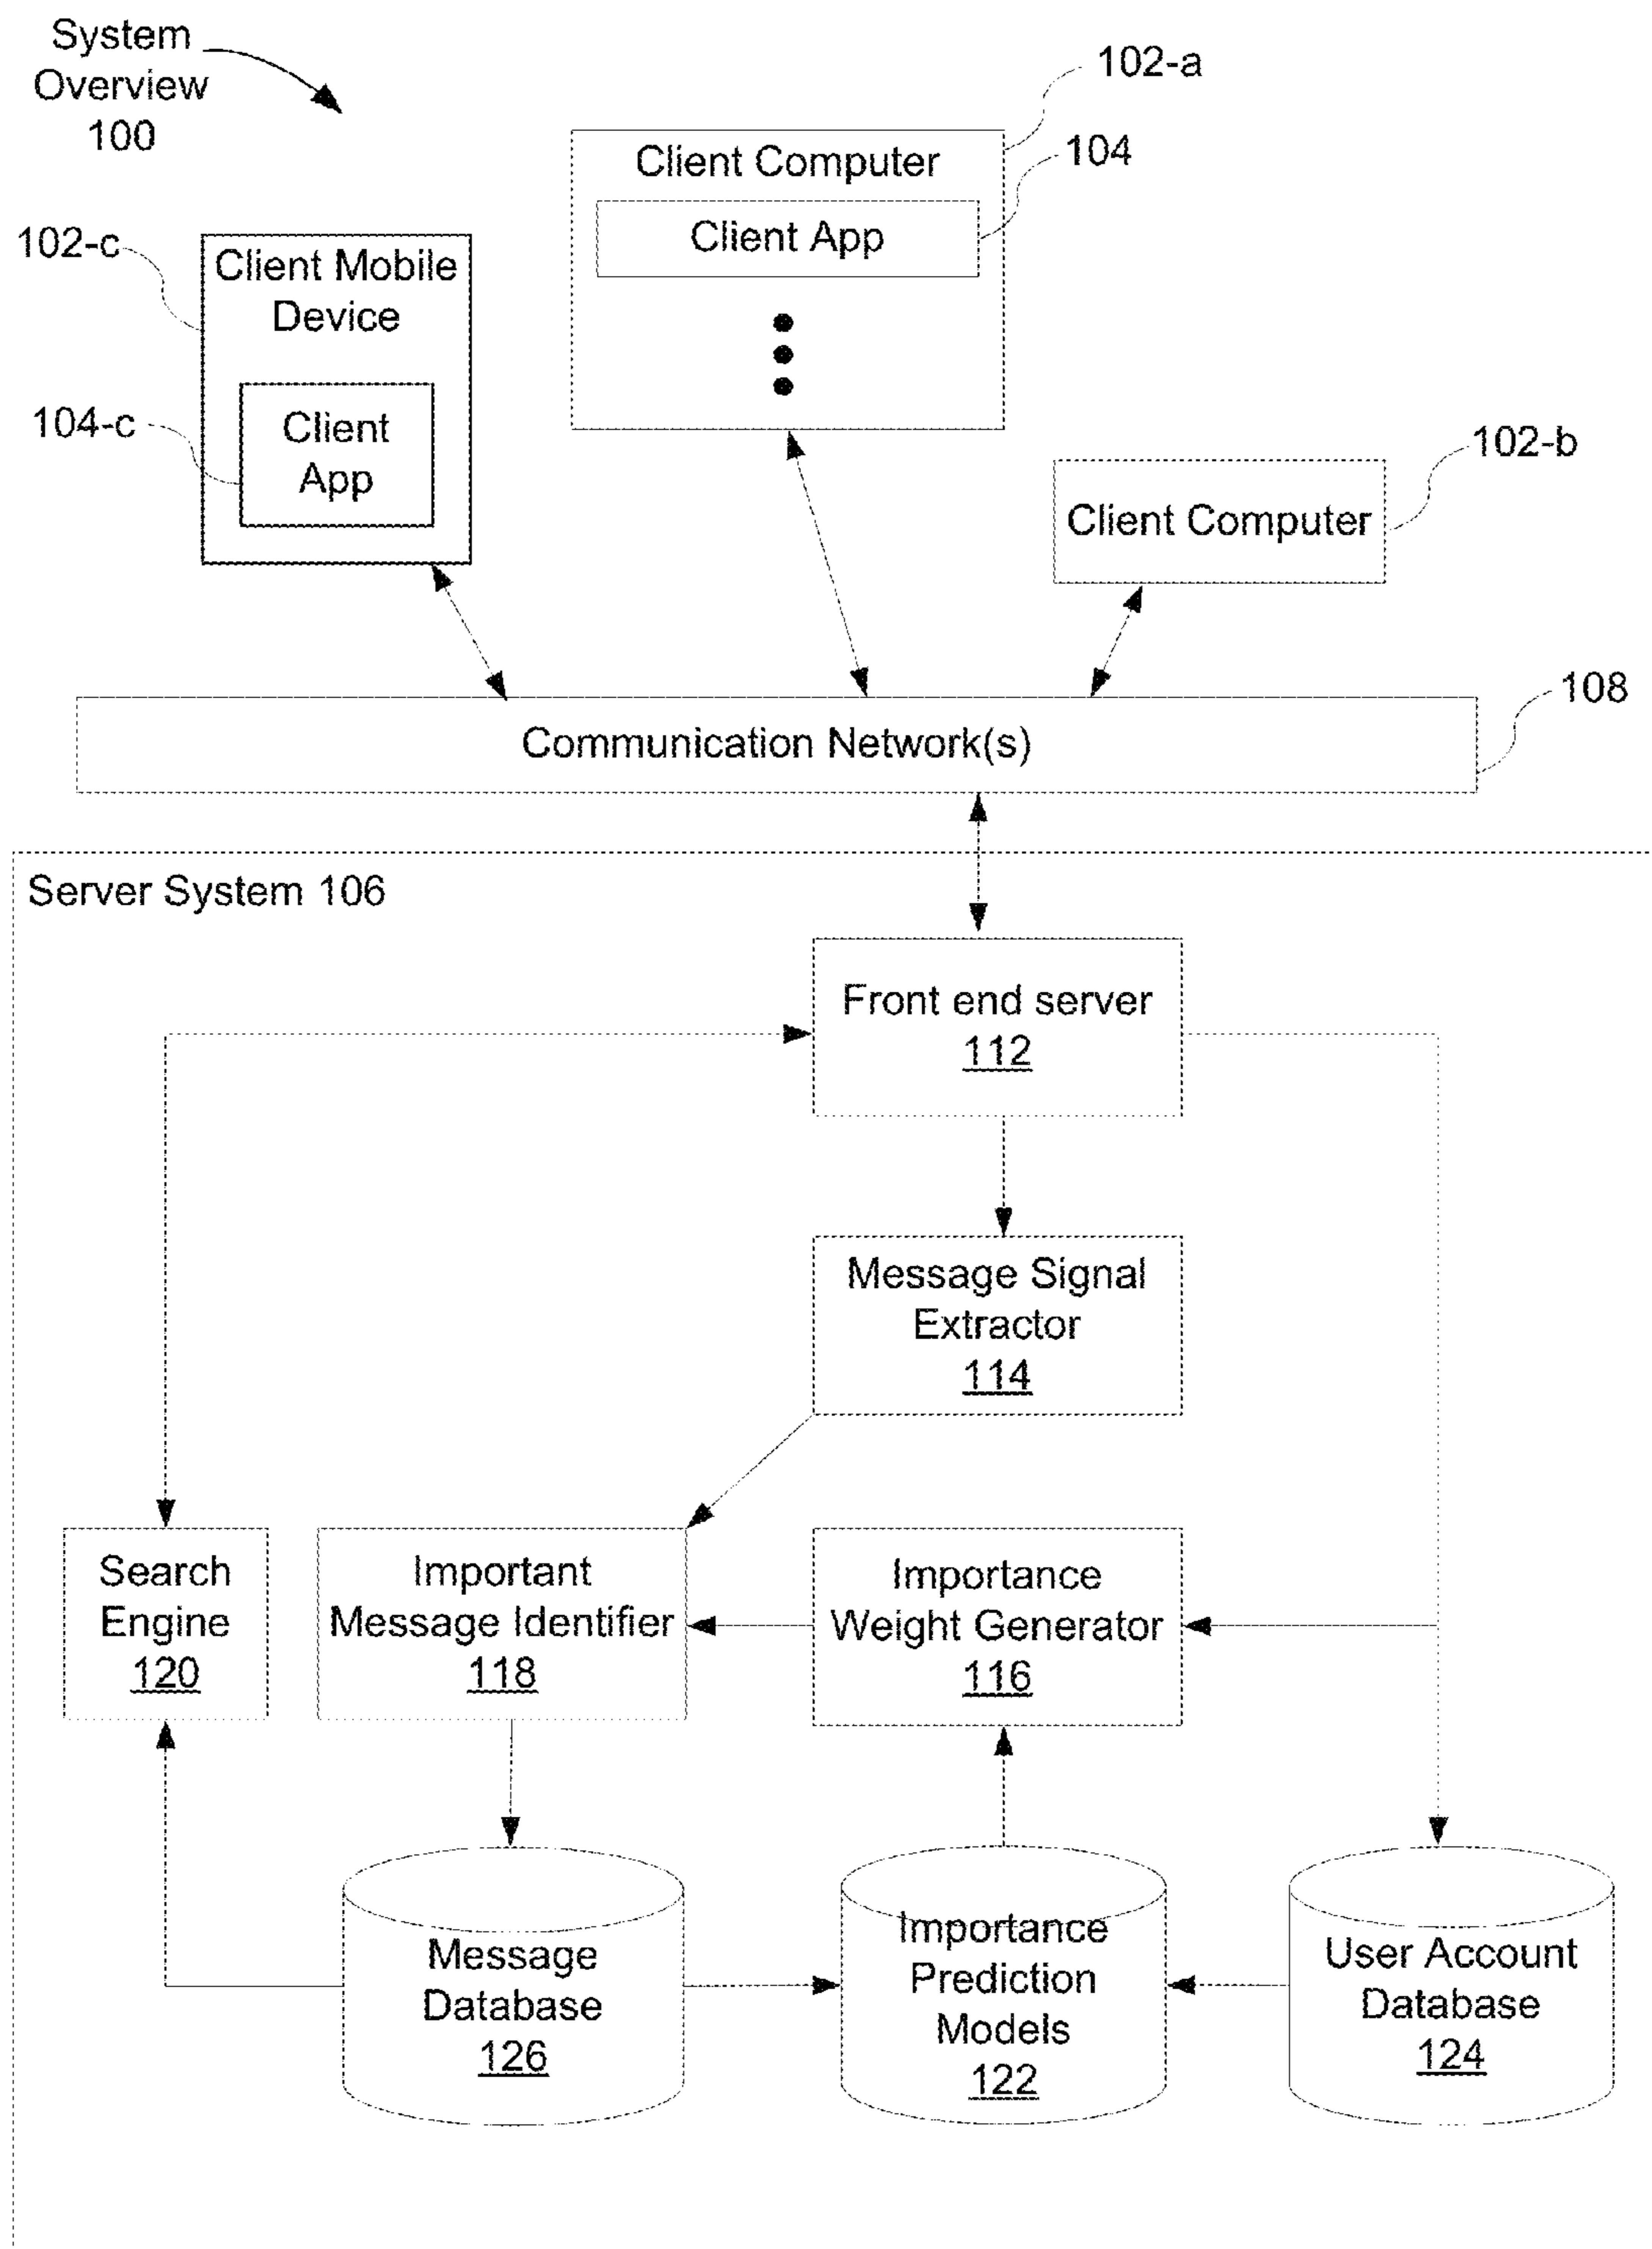 System
Overview
100
102-a
Client Computer
104
Client App
102-c
Client Mobile
Device
104-c
Client
App
102-b
Client Computer
108
Communication Network(s)
Server System 106
Front end server
112
Message Signal
Extractor
114
Search
Engine
120
Important
Message Identifier
118
Importance
Weight Generator
116
Message
Database
126
Importance
Prediction
Models
122
User Account
Database
124